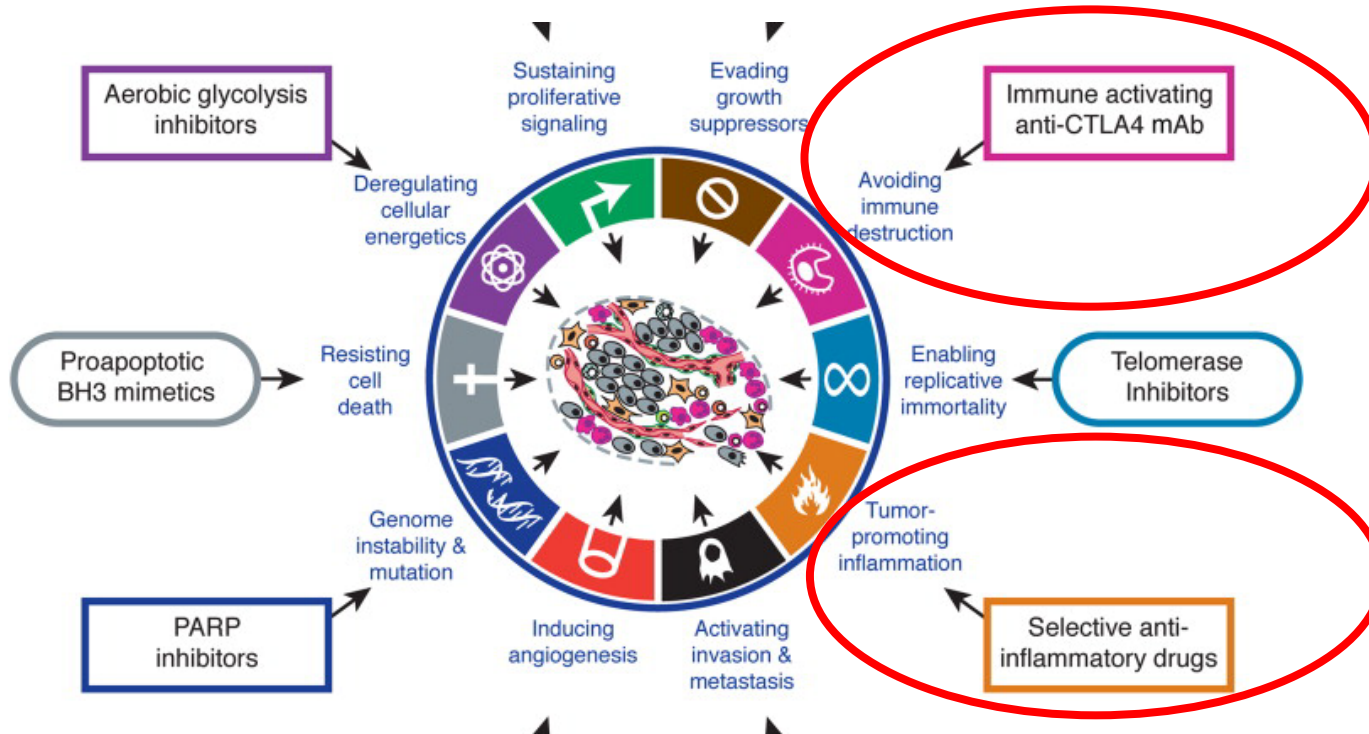 Sustaining
proliferative
signaling
Evading
growth
suppressors
Aerobic glycolysis
inhibitors
Immune activating
anti-CTLA4 mAb
Deregulating
cellular
energetics
Avoiding
immune
destruction
Proapoptotic
BH3 mimetics
Resisting
cell
death
Enabling
replicative
immortality
Telomerase
Inhibitors
Genome
instability &
mutation
Tumor-
promoting
inflammation
PARP
inhibitors
Inducing
angiogenesis
Activating
invasion &
metastasis
Selective anti-
inflammatory drugs